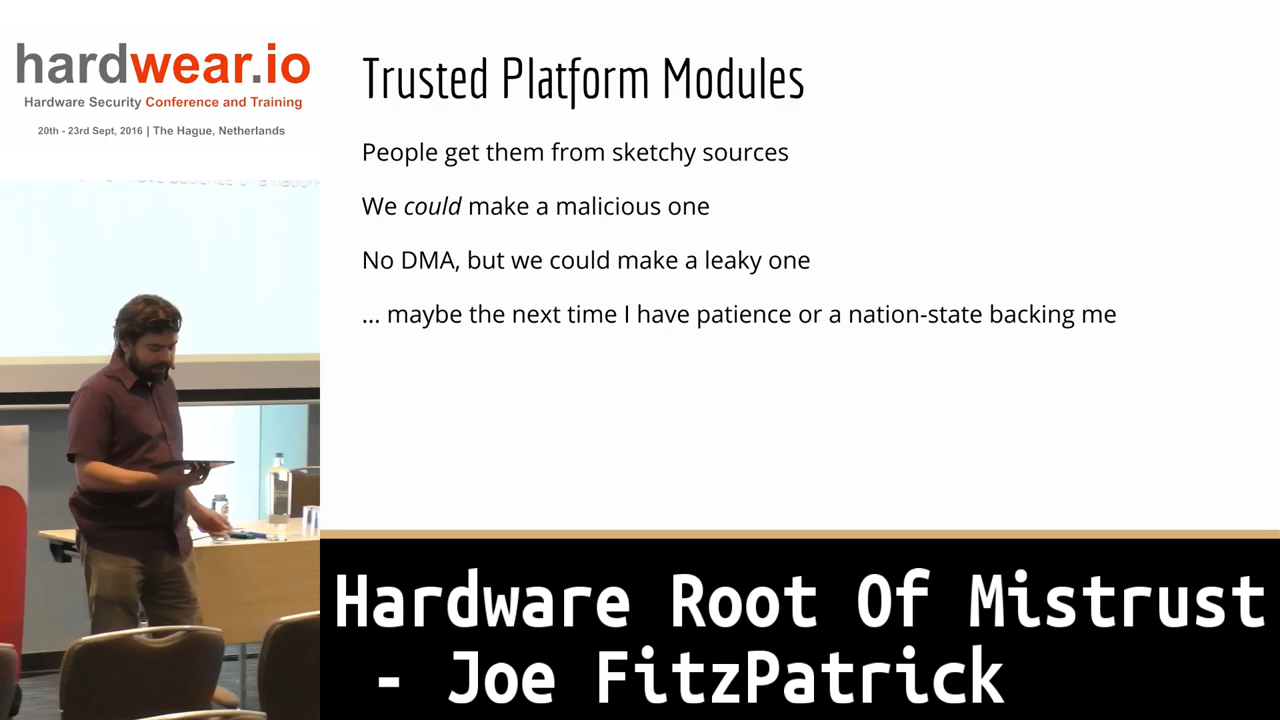 hardwear.io
Hardware Security Conference and Training
20th - 23rd Sept, 2016 | The Hague, Netherlands
Trusted Platform Modules
People get them from sketchy sources
We could make a malicious one
No DMA, but we could make a leaky one
... maybe the next time I have patience or a nation-state backing me
Hardware Root Of Mistrust
- Joe FitzPatrick